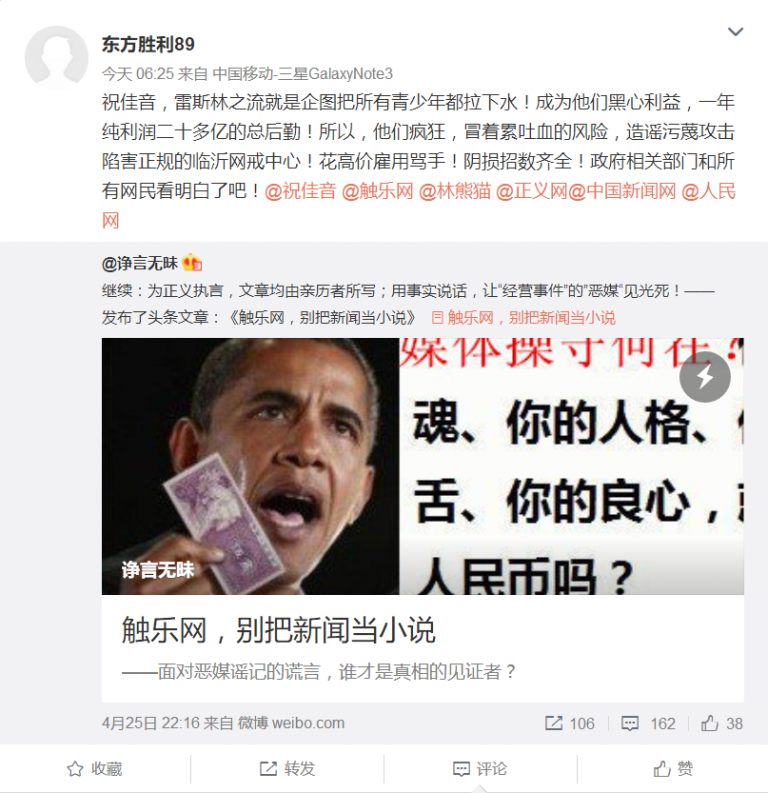 东方胜利89
今天 06:25 来自 中国移动-三星GalaxyNote3
祝佳音，雷斯林之流就是企图把所有青少年都拉下水！成为他们黑心利益，一年
纯利润二十多亿的总后勤！所以，他们疯狂，冒着累吐血的风险，造谣污蔑攻击
陷害正规的临沂网戒中心！花高价雇用骂手！阴损招数齐全！政府相关部门和所
有网民看明白了吧！@祝佳音 @触乐网 @林熊猫 @正义网@中国新闻网 @人民
网
@诤言无昧
继续：为正义执言，文章均由亲历者所写；用事实说话，让"经营事件"的"恶媒"见光死！——
发布了头条文章：《触乐网，别把新闻当小说》 触乐网，别把新闻当小说
媒体操守何在？
魂、你的人格、
舌、你的良心，
人民币吗？
诤言无昧
触乐网，别把新闻当小说
——面对恶媒谣记的谎言，谁才是真相的见证者？
4月25日 22:16 来自 微博 weibo.com 106 162 38
收藏 转发 评论 赞